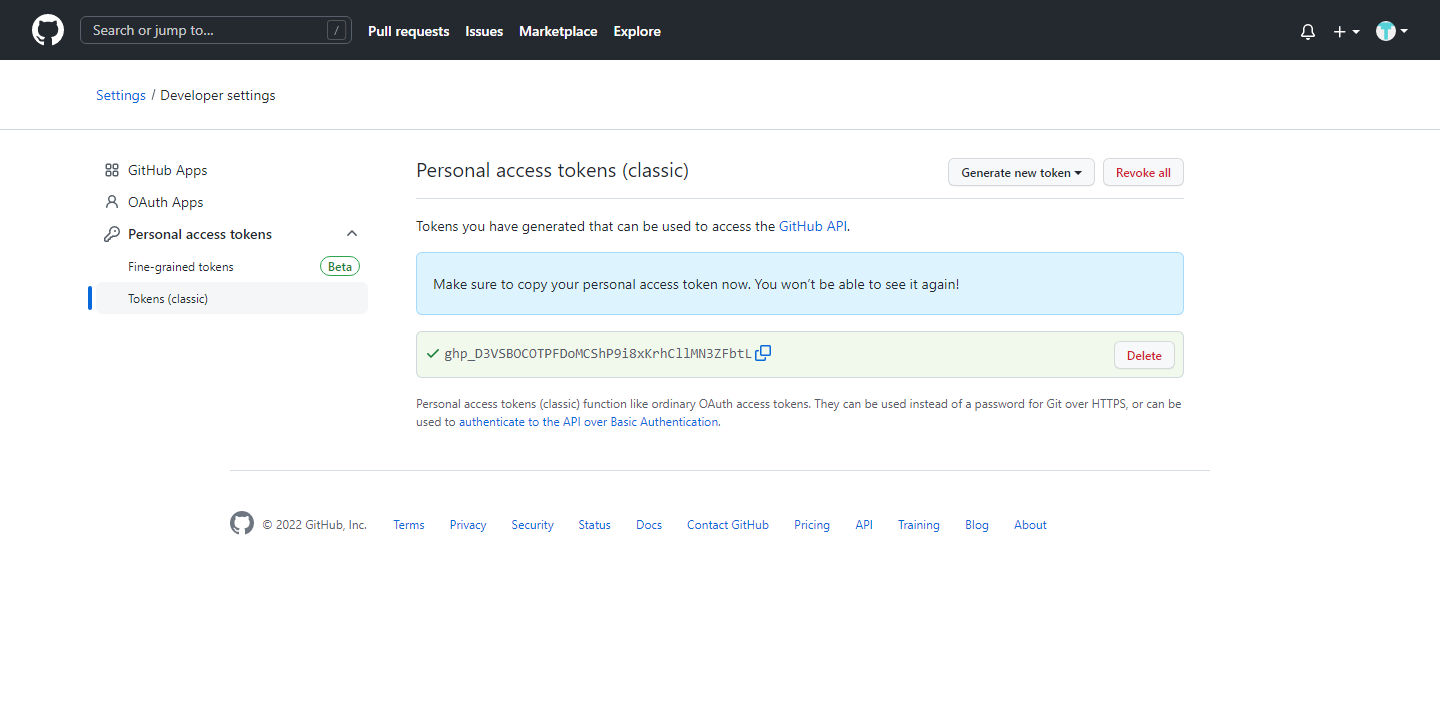 Search or jump to... /
Pull requests Issues Marketplace Explore
Settings / Developer settings
GitHub Apps
OAuth Apps
Personal access tokens
Fine-grained tokens Beta
Tokens (classic)
Personal access tokens (classic)
Generate new token Revoke all
Tokens you have generated that can be used to access the GitHub API.
Make sure to copy your personal access token now. You won’t be able to see it again!
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
Delete
Personal access tokens (classic) function like ordinary OAuth access tokens. They can be used instead of a password for Git over HTTPS, or can be
used to authenticate to the API over Basic Authentication.
© 2022 GitHub, Inc. Terms Privacy Security Status Docs Contact GitHub Pricing API Training Blog About